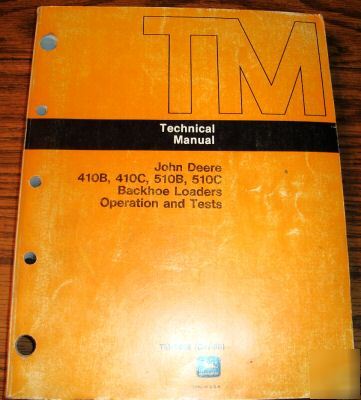 TM
Technical
Manual
John Deere
410B, 410C, 510B, 510C
Backhoe Loaders
Operation and Tests